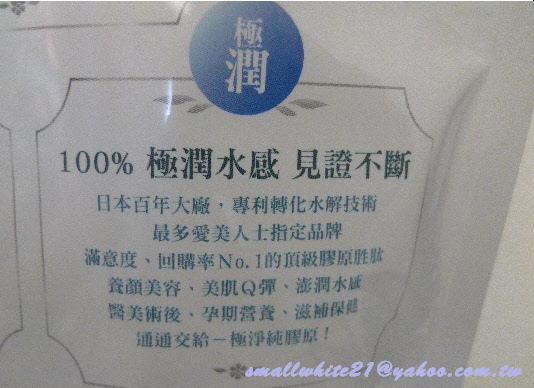 極
潤
100% 極潤水感 見證不斷
日本百年大廠,專利轉化水解技術
最多愛美人士指定品牌
滿意度、回購率No.1的頂級膠原胜肽
養顏美容、美肌Q彈、澎潤水感
醫美術後、孕期營養、滋補保健
通通交給－極淨純膠原!
smallwhite21@yahoo.com.tw